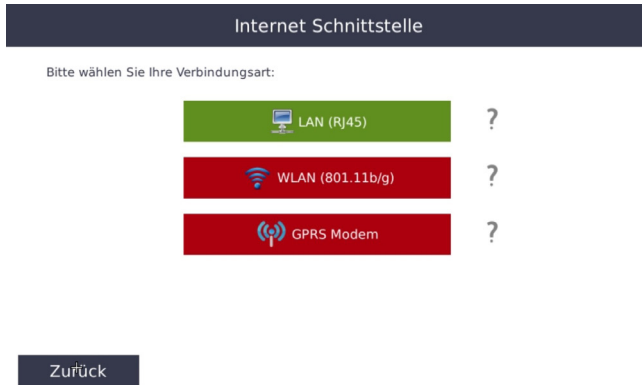 Internet Schnittstelle
Bitte wählen Sie Ihre Verbindungsart:
LAN (RJ45)
?
WLAN (801.11b/g)
?
GPRS Modem
?
Zurück